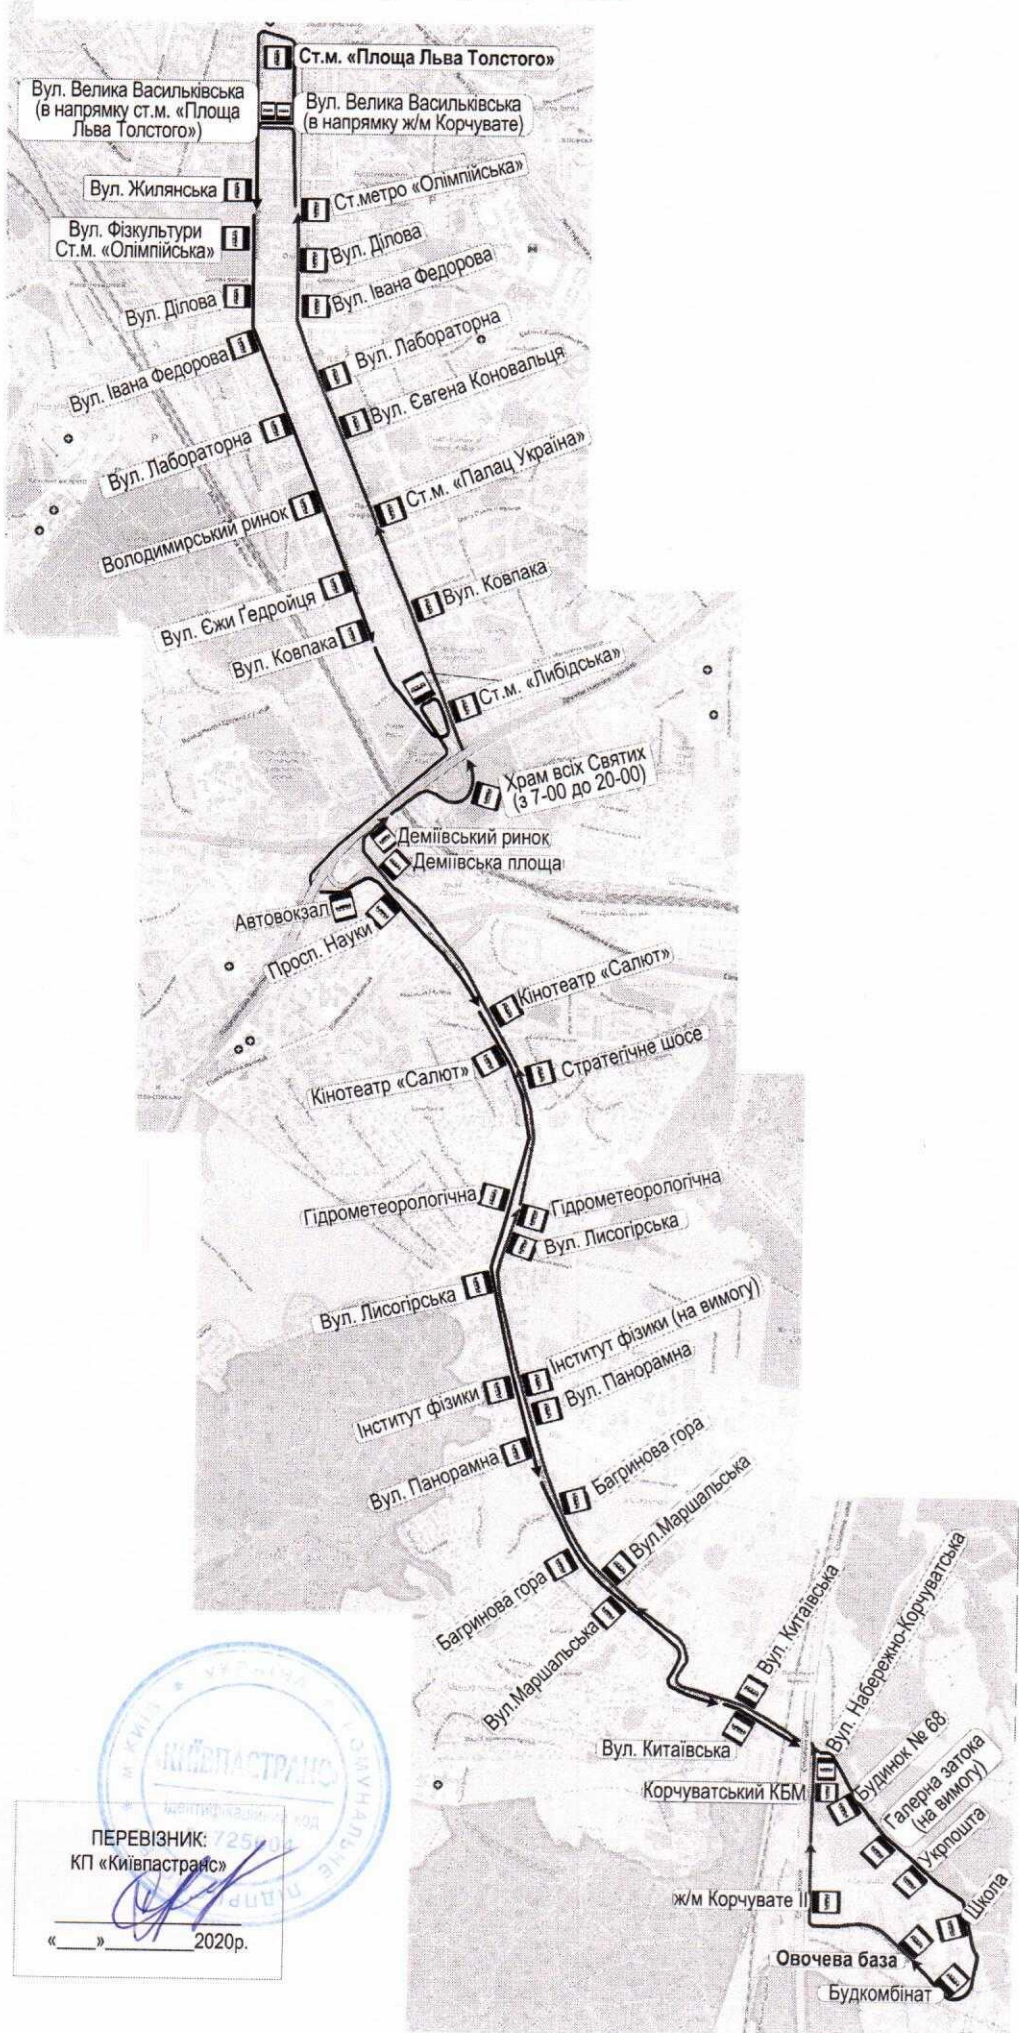 Ст.м. «Площа Льва Толстого»
Вул. Велика Васильківська
(в напрямку ст.м. «Площа
Льва Толстого»)
Вул. Велика Васильківська
(в напрямку ж/м Корчувате)
Вул. Жилянська
Ст.метро «Олімпійська»
Вул. Фізкультури
Ст.м. «Олімпійська»
Вул. Ділова
Вул. Ділова
Вул. Івана Федорова
Вул. Івана Федорова
Вул. Лабораторна
Вул. Євгена Коновальця
Вул. Лабораторна
Ст.м. «Палац Україна»
Володимирський ринок
Вул. Ковпака
Вул. Єжи Ґедройця
Вул. Ковпака
Ст.м. «Либідська»
Храм всіх Святих
(з 7-00 до 20-00)
Деміївський ринок
Деміївська площа
Автовокзал
Просп. Науки
Кінотеатр «Салют»
Кінотеатр «Салют»
Стратегічне шосе
Гідрометеорологічна
Гідрометеорологічна
Вул. Лисогірська
Вул. Лисогірська
Інститут фізики (на вимогу)
Інститут фізики
Вул. Панорамна
Вул. Панорамна
Багринова гора
Вул.Маршальська
Багринова гора
Вул.Маршальська
Вул. Китаївська
Вул. Набережно-Корчуватська
Вул. Китаївська
Корчуватський КБМ
Будинок № 68
Галерна затока
(на вимогу)
Укрпошта
ж/м Корчувате II
Школа
Овочева база
Будкомбінат
КИЇВПАСТРАНС
ПЕРЕВІЗНИК:
КП «Київпастранс»
«___»__________2020р.